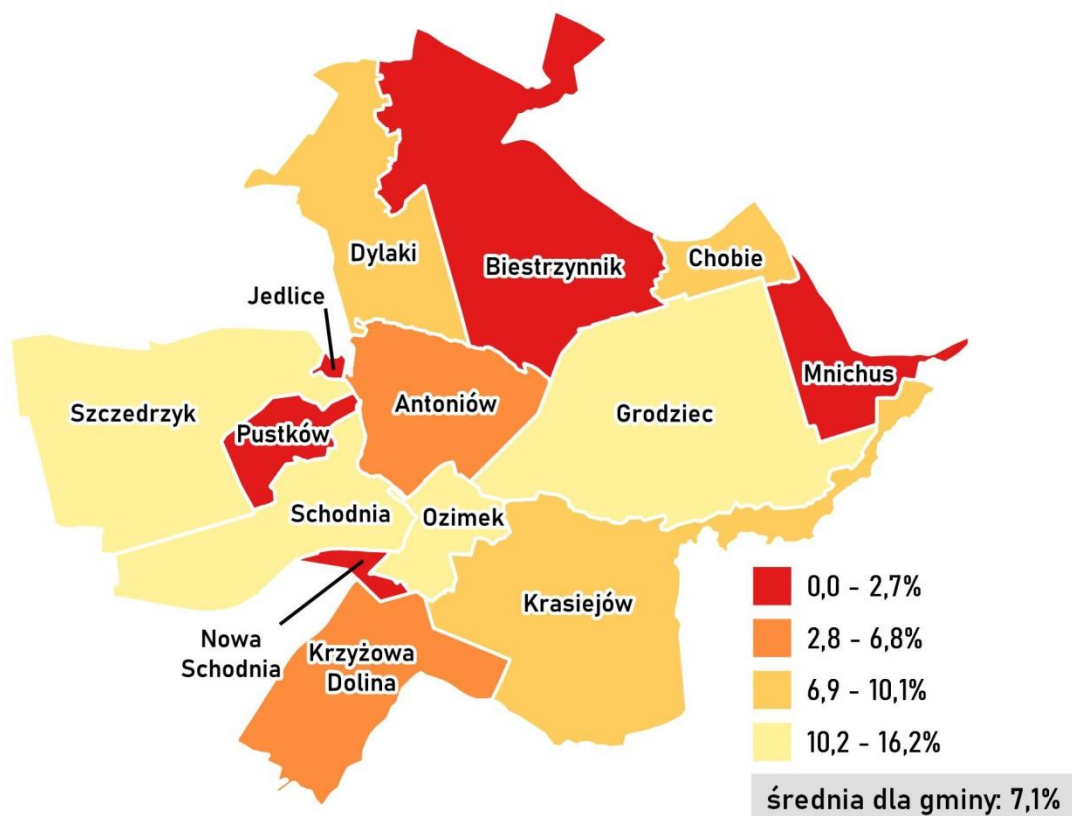 Dylaki
Biestrzynnik
Chobie
Jedlice
Mnichus
Szczedrzyk
Antoniów
Grodziec
Pustków
Schodnia
Ozimek
Krasiejów
Nowa
Schodnia
Krzyżowa
Dolina
0,0 - 2,7%
2,8 - 6,8%
6,9 - 10,1%
10,2 - 16,2%
średnia dla gminy: 7,1%